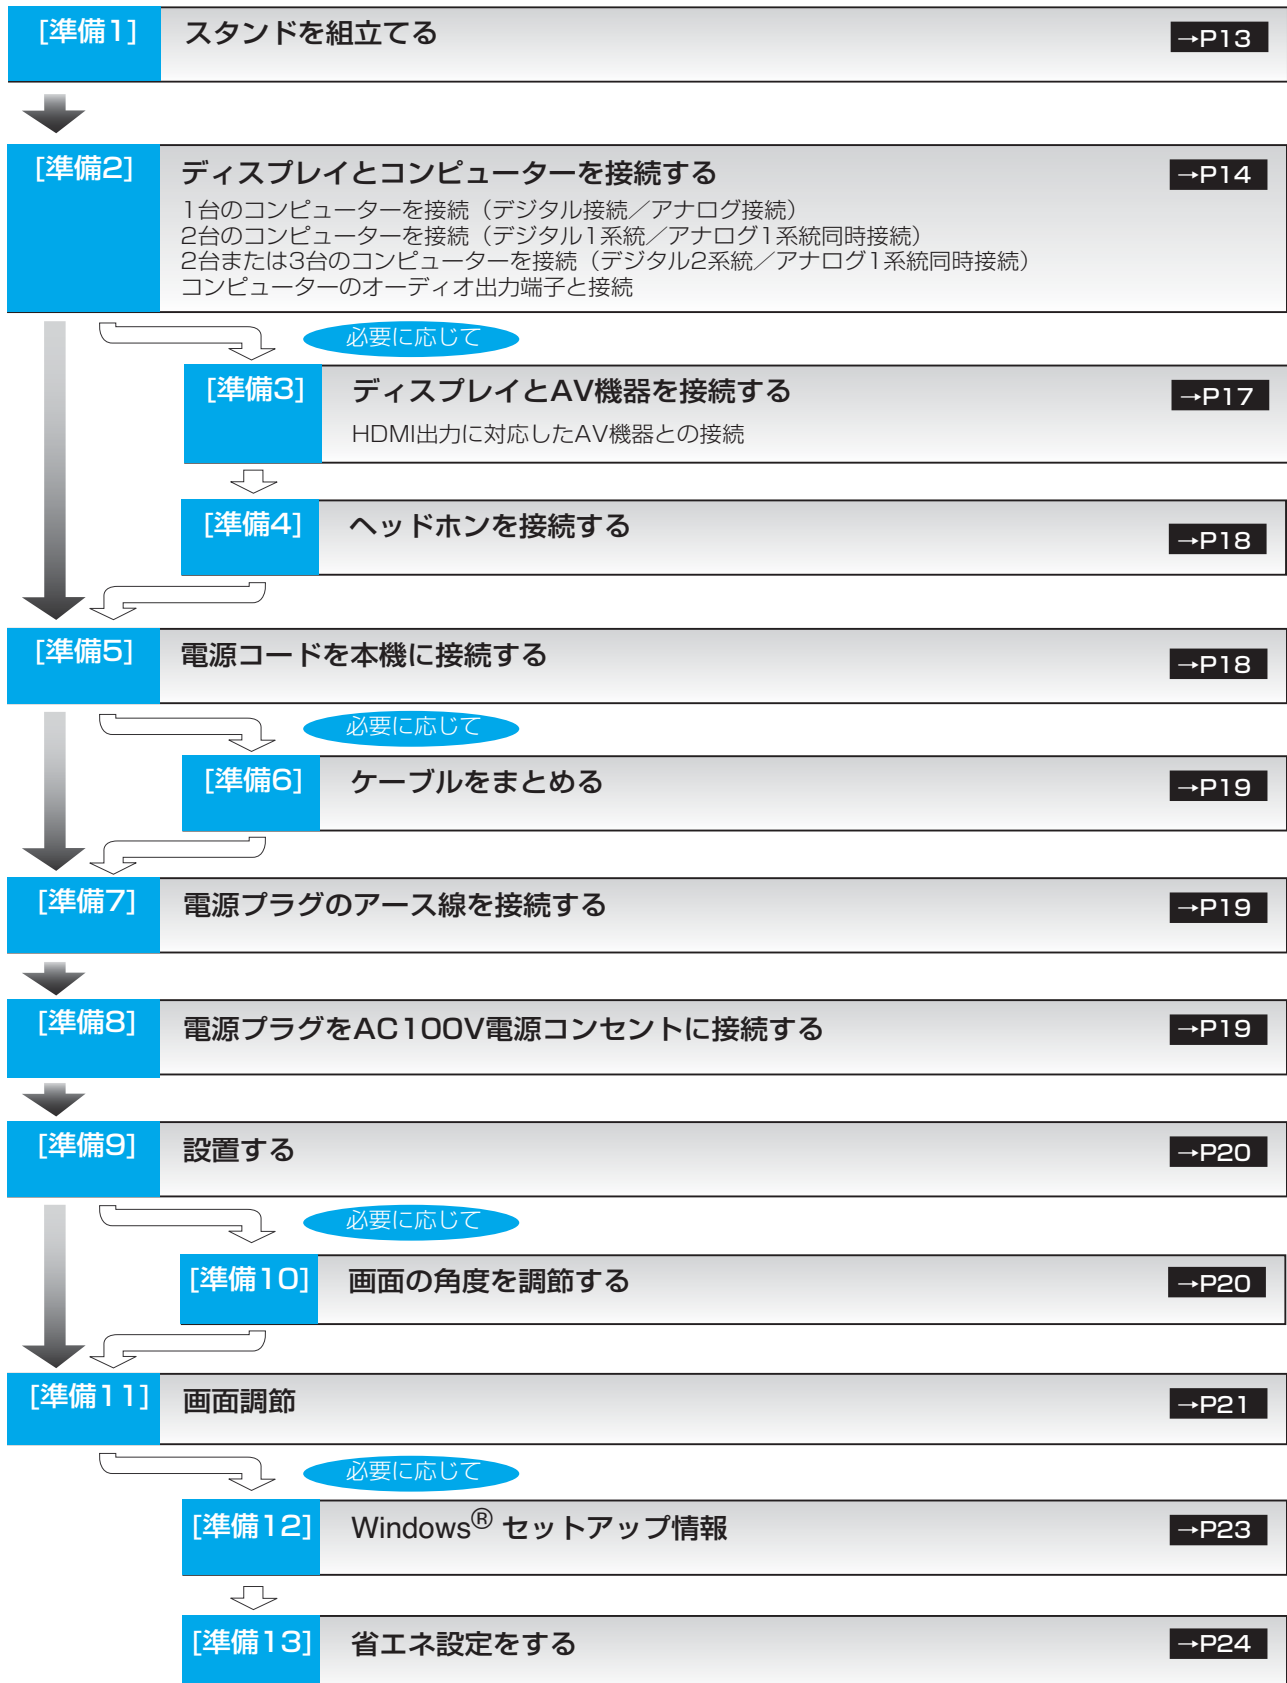 [準備1] スタンドを組立てる →P13
[準備2] ディスプレイとコンピューターを接続する →P14
1台のコンピューターを接続（デジタル接続／アナログ接続）
2台のコンピューターを接続（デジタル1系統／アナログ1系統同時接続）
2台または3台のコンピューターを接続（デジタル2系統／アナログ1系統同時接続）
コンピューターのオーディオ出力端子と接続
必要に応じて
[準備3] ディスプレイとAV機器を接続する →P17
HDMI出力に対応したAV機器との接続
[準備4] ヘッドホンを接続する →P18
[準備5] 電源コードを本機に接続する →P18
必要に応じて
[準備6] ケーブルをまとめる →P19
[準備7] 電源プラグのアース線を接続する →P19
[準備8] 電源プラグをAC100V電源コンセントに接続する →P19
[準備9] 設置する →P20
必要に応じて
[準備10] 画面の角度を調節する →P20
[準備11] 画面調節 →P21
必要に応じて
[準備12] Windows® セットアップ情報 →P23
[準備13] 省エネ設定をする →P24